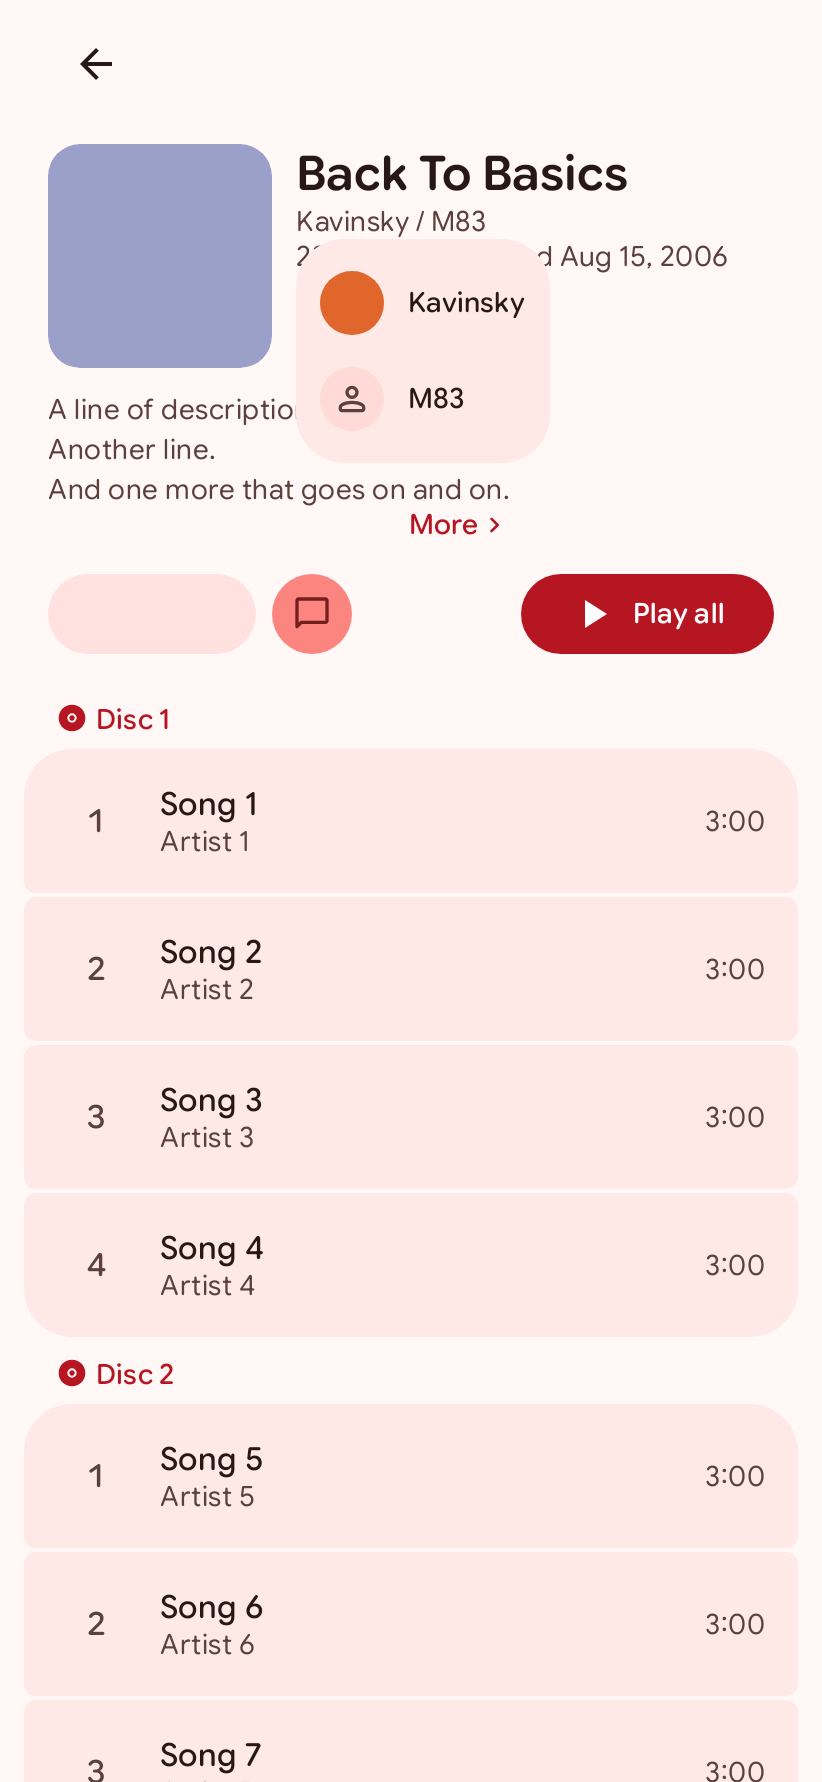 Back To Basics
Kavinsky / M83
Aug 15, 2006
Kavinsky
M83
A line of
Another line.
And one more that goes on and on.
More
Play all
Disc 1
1
Song 1
Artist 1
3:00
2
Song 2
Artist 2
3:00
3
Song 3
Artist 3
3:00
4
Song 4
Artist 4
3:00
Disc 2
1
Song 5
Artist 5
3:00
2
Song 6
Artist 6
3:00
3
Song 7
3:00